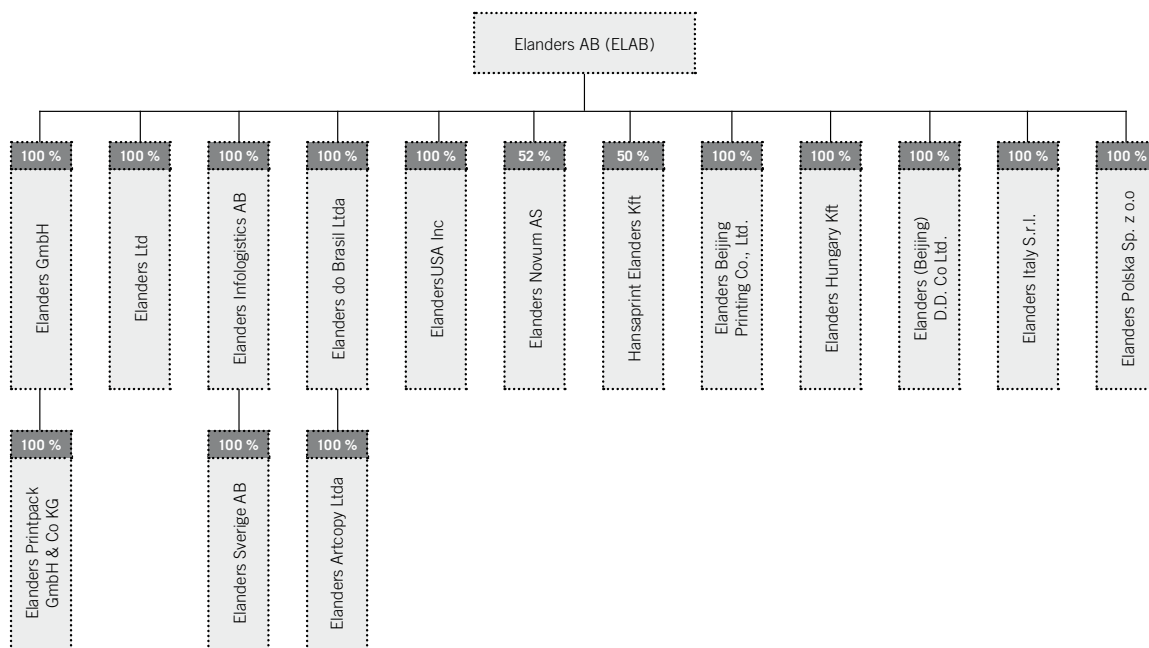 Elanders AB (ELAB)
100 %
100 %
100 %
100 %
100 %
52 %
50 %
100 %
100 %
100 %
100 %
100 %
Elanders GmbH
Elanders Ltd
Elanders Infologistics AB
Elanders do Brasil Ltda
ElandersUSA Inc
Elanders Novum AS
Hansaprint Elanders Kft
Elanders Beijing
Printing Co., Ltd.
Elanders Hungary Kft
Elanders (Beijing)
D.D. Co Ltd.
Elanders Italy S.r.l.
Elanders Polska Sp. z o.o
100 %
100 %
100 %
Elanders Printpack
GmbH & Co KG
Elanders Sverige AB
Elanders Artcopy Ltda